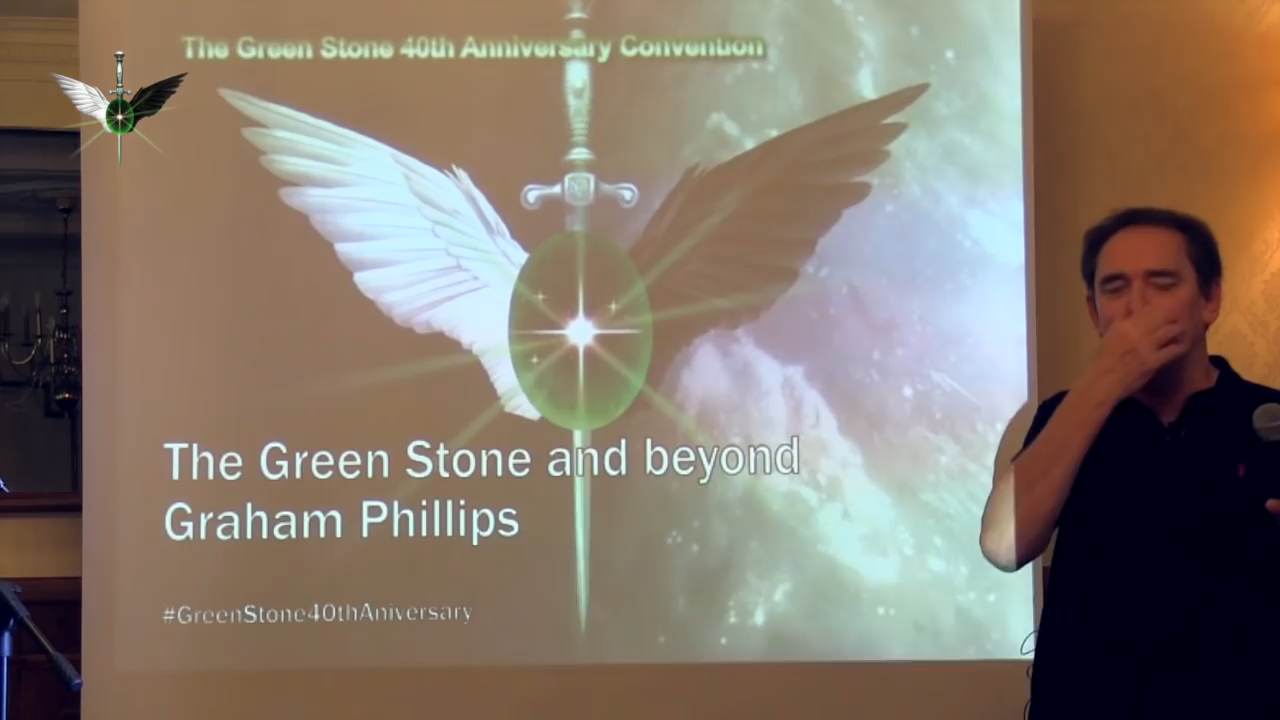 The Green Stone 40th Anniversary Convention
The Green Stone and beyond
Graham Phillips
#GreenStone40thAniversary